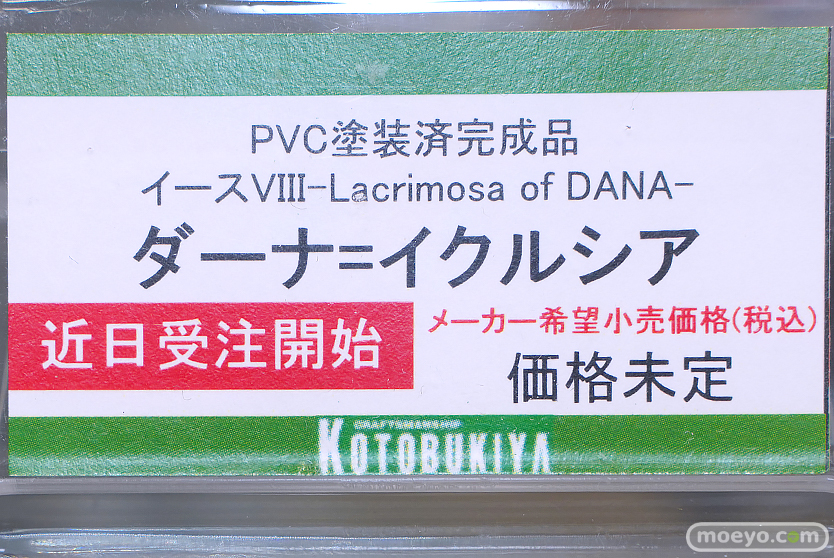 PVC塗装済完成品
イースVIII-Lacrimosa of DANA-
ダーナ=イクルシア
近日受注開始
メーカー希望小売価格(税込)
価格未定
CRAFTSMANSHIP
KOTOBUKIYA
moeyo.com